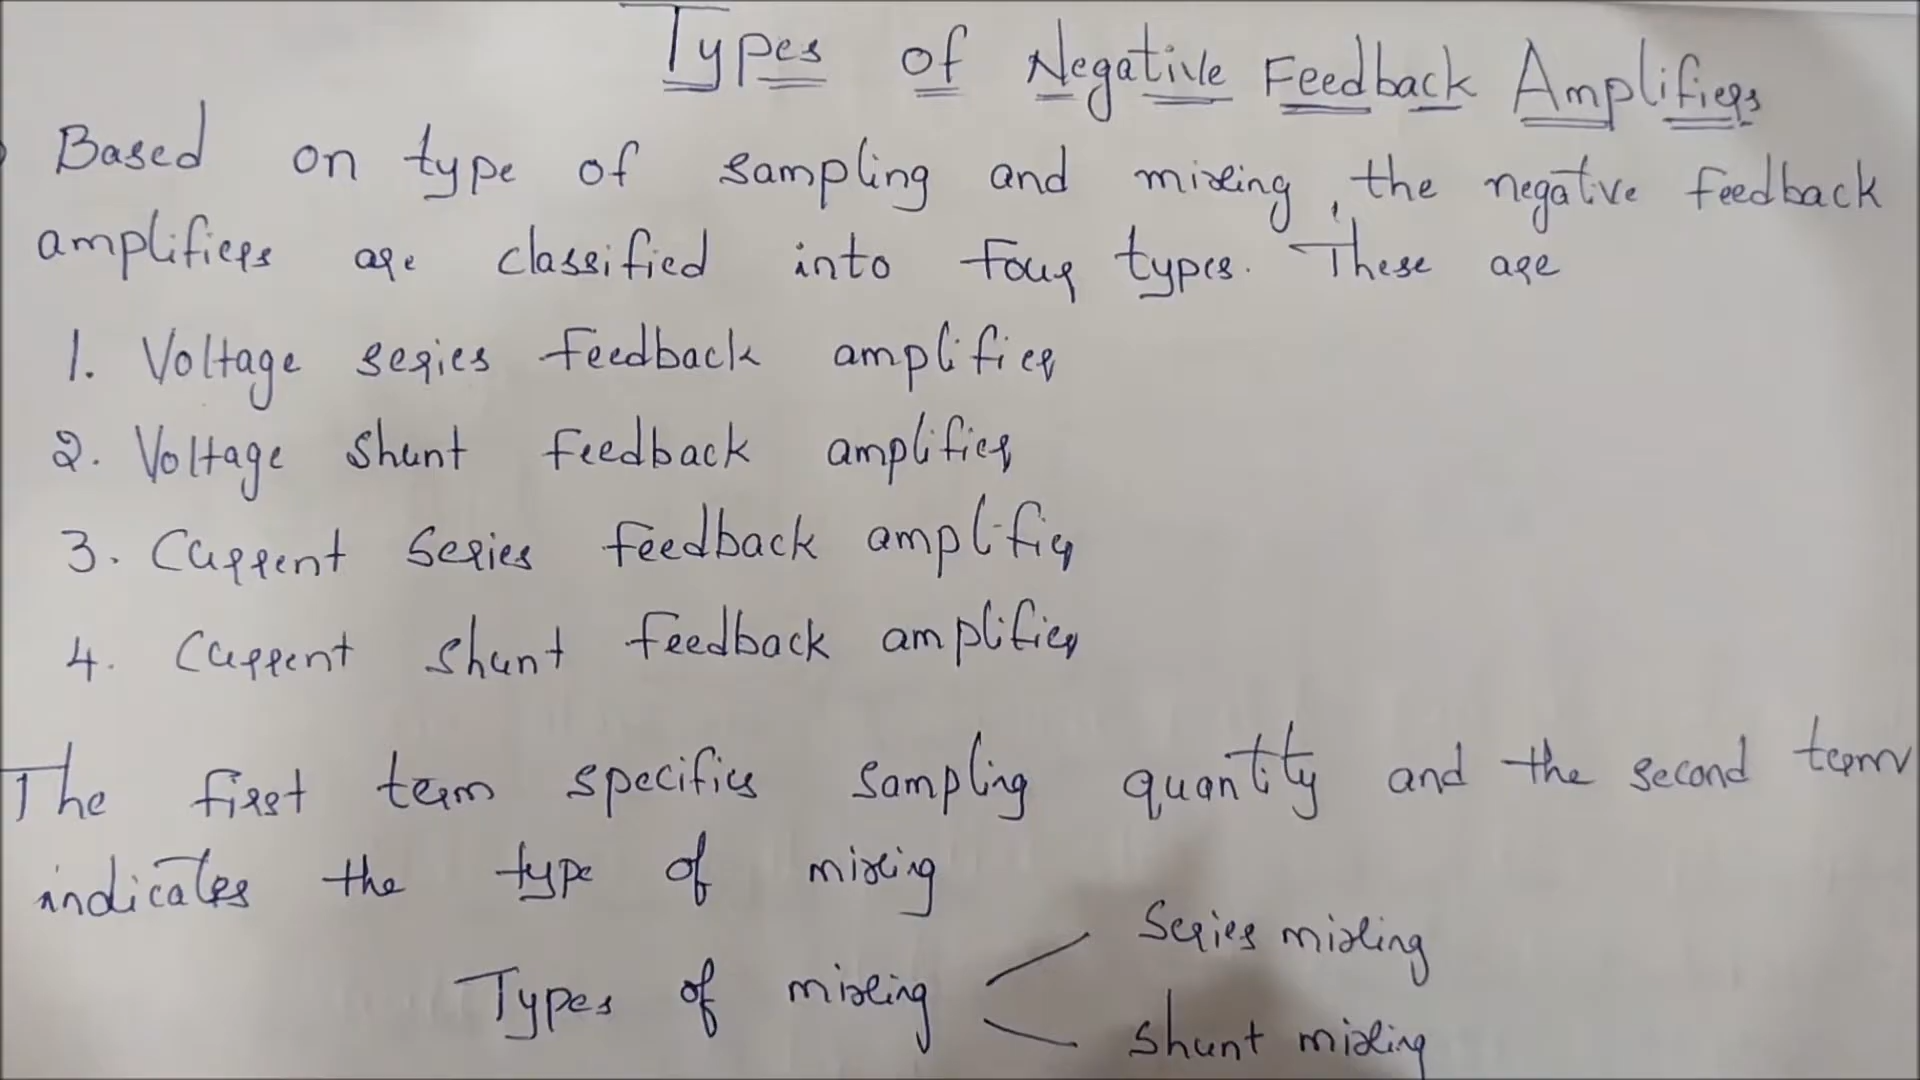 Types of Negative Feedback Amplifiers
Based on type of sampling and mixing, the negative feedback
amplifiers are classified into four types. These are
1. Voltage series feedback amplifier
2. Voltage shunt feedback amplifier
3. Current series feedback amplifier
4. Current shunt feedback amplifier
The first term specifies sampling quantity and the second term
indicates the type of mixing
Types of mixing
Series mixing
Shunt mixing